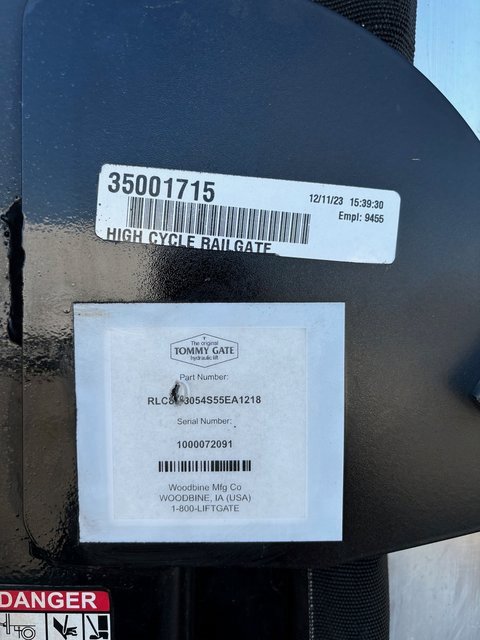 35001715
12/11/23 15:39:30
Empl: 9455
HIGH CYCLE RAILGATE
The original
TOMMY GATE
hydraulic lift
Part Number:
Serial Number:
1000072091
Woodbine Mfg Co
WOODBINE, IA (USA)
1-800-LIFTGATE
DANGER